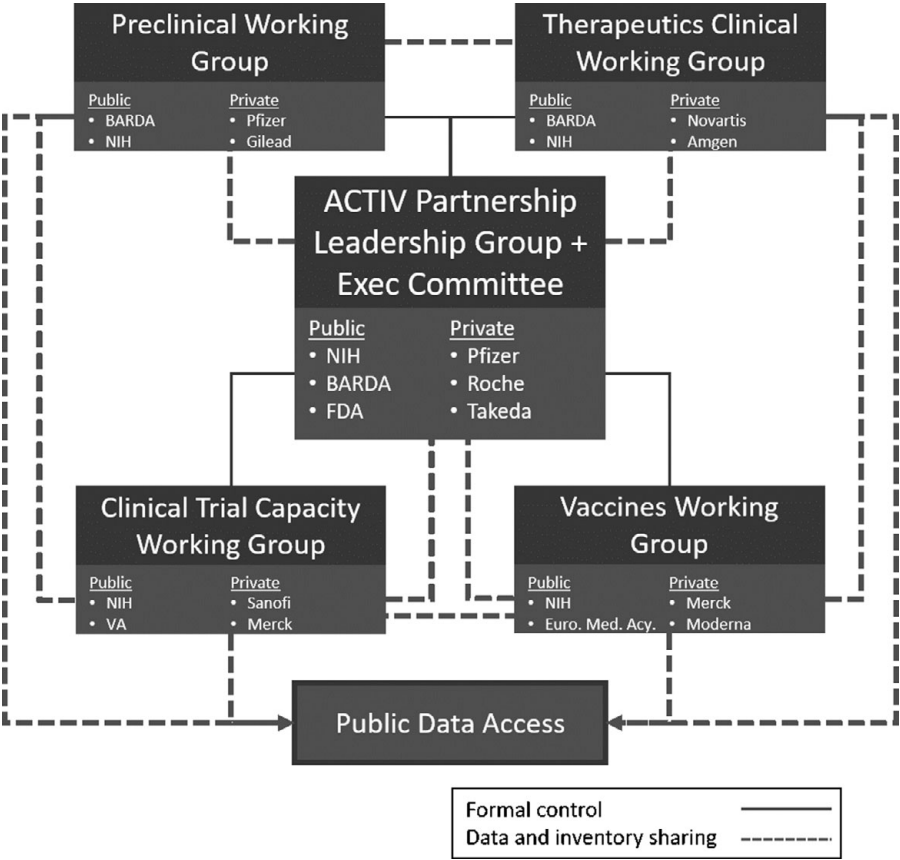 Preclinical Working
Group
Public
• BARDA
• NIH
Private
• Pfizer
• Gilead
Therapeutics Clinical
Working Group
Public
• BARDA
• NIH
Private
• Novartis
• Amgen
ACTIV Partnership
Leadership Group +
Exec Committee
Public
• NIH
• BARDA
• FDA
Private
• Pfizer
• Roche
• Takeda
Clinical Trial Capacity
Working Group
Public
• NIH
• VA
Private
• Sanofi
• Merck
Vaccines Working
Group
Public
• NIH
• Euro. Med. Acy.
Private
• Merck
• Moderna
Public Data Access
Formal control
Data and inventory sharing